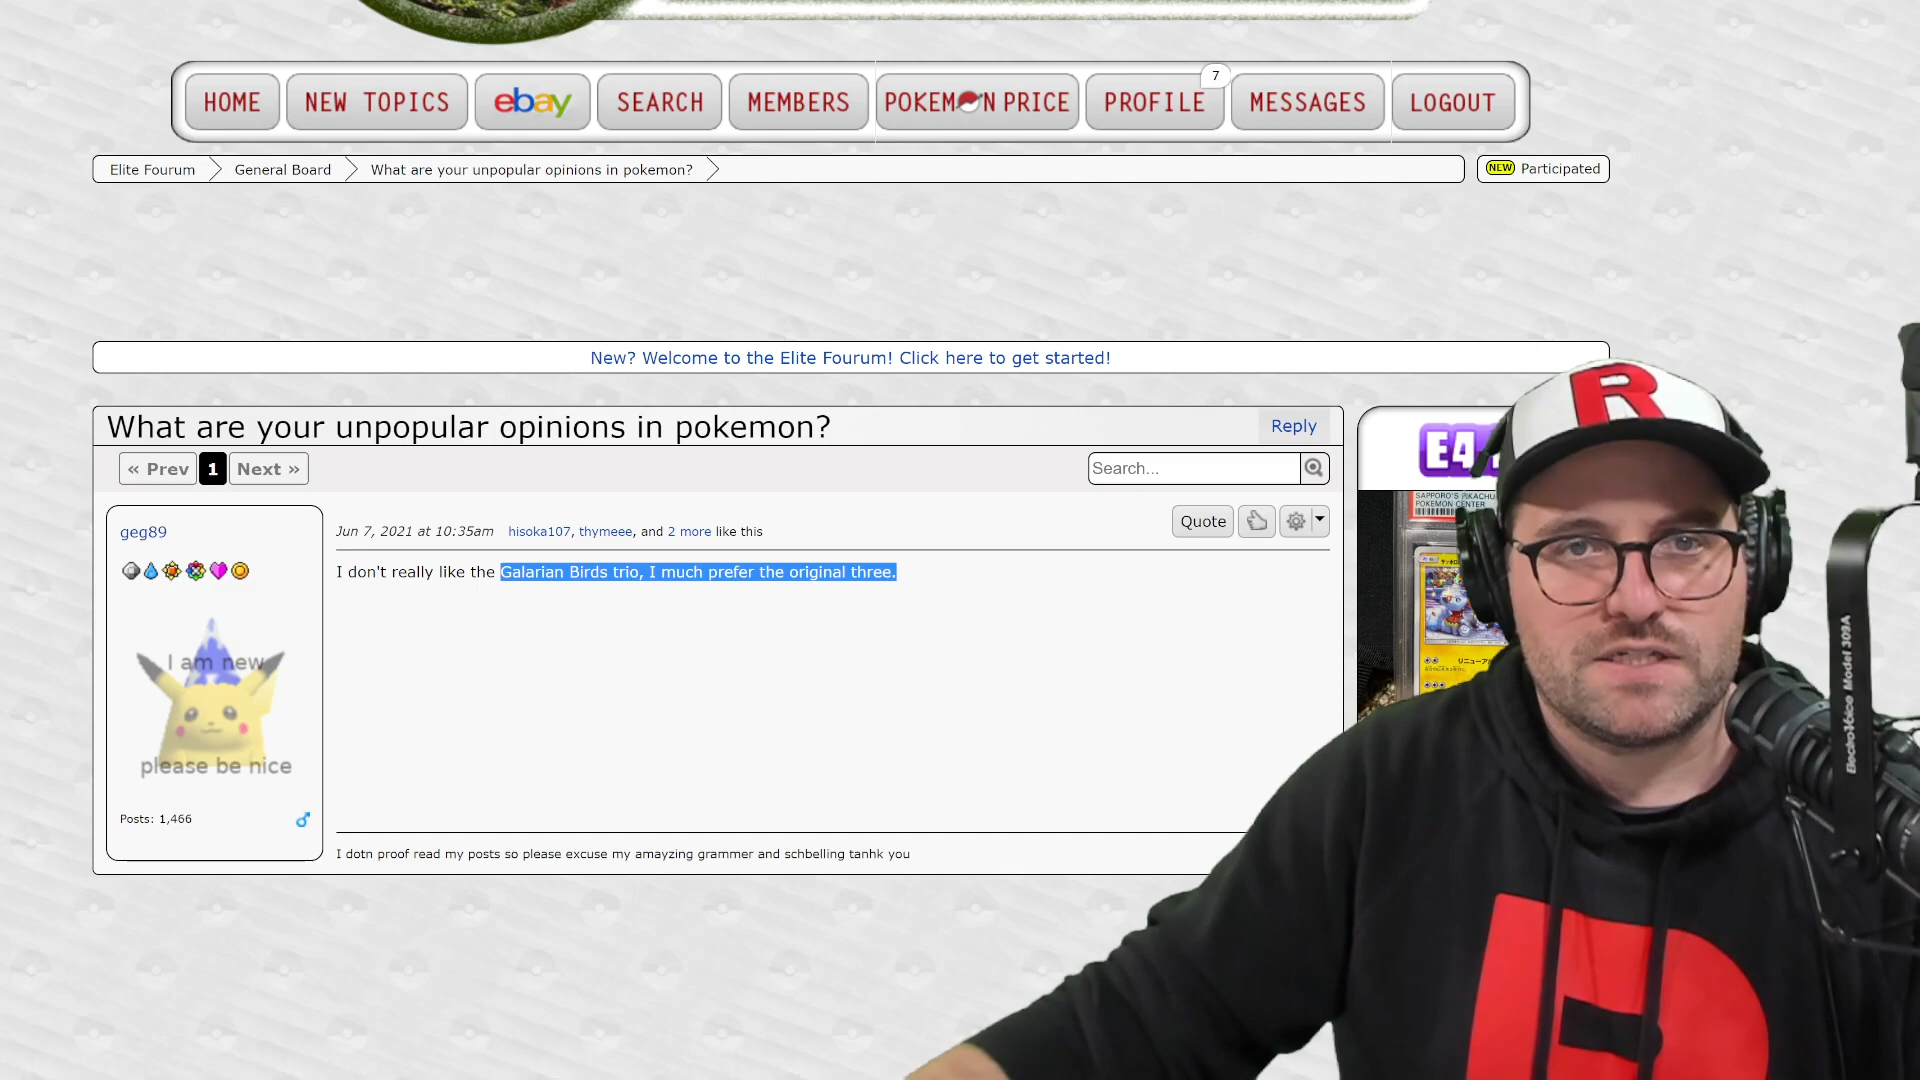 HOME
NEW TOPICS
ebay
SEARCH
MEMBERS
POKEMON PRICE
PROFILE
7
MESSAGES
LOGOUT
Elite Fourum
General Board
What are your unpopular opinions in pokemon?
NEW Participated
New? Welcome to the Elite Fourum! Click here to get started!
What are your unpopular opinions in pokemon?
Reply
« Prev
1
Next »
Search...
E4
geg89
Jun 7, 2021 at 10:35am
hisoka107, thymeee, and 2 more like this
Quote
I don't really like the Galarian Birds trio, I much prefer the original three.
I am new
please be nice
Posts: 1,466
I dotn proof read my posts so please excuse my amayzing grammer and schbelling tanhk you
SAPPORO'S PIKACHU
POKEMON CENTER
R
R
Electro-Voice Model 309A